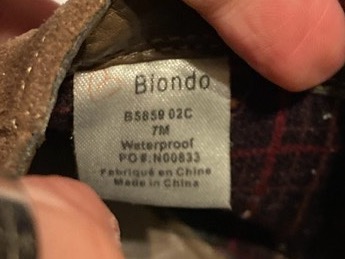 Blondo
B5859 02C
7M
Waterproof
PO#:N00833
Fabriqué en Chine
Made in China